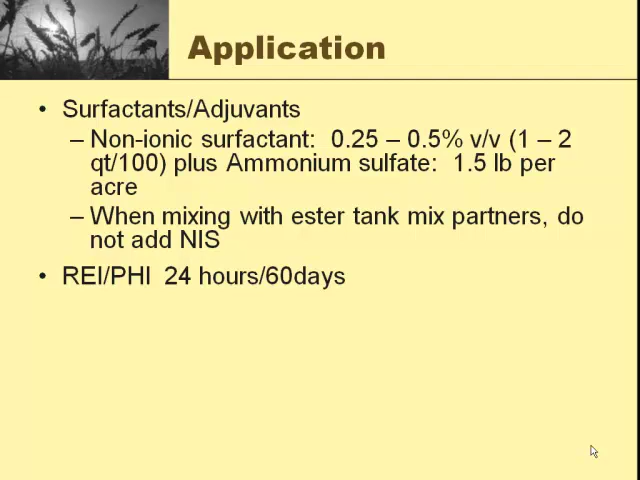 Application
• Surfactants/Adjuvants
– Non-ionic surfactant:  0.25 – 0.5% v/v (1 – 2
qt/100) plus Ammonium sulfate:  1.5 lb per
acre
– When mixing with ester tank mix partners, do
not add NIS
• REI/PHI  24 hours/60days